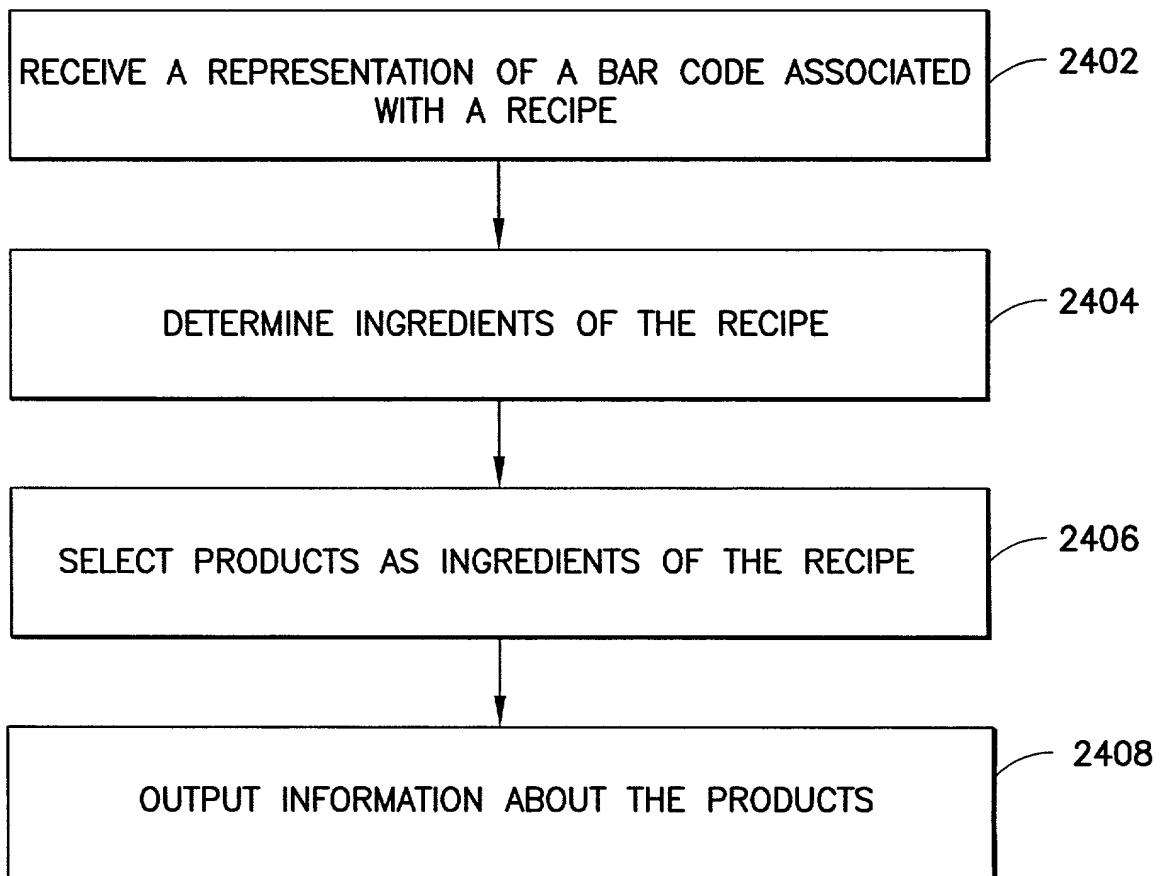 RECEIVE A REPRESENTATION OF A BAR CODE ASSOCIATED
WITH A RECIPE
2402
DETERMINE INGREDIENTS OF THE RECIPE
2404
SELECT PRODUCTS AS INGREDIENTS OF THE RECIPE
2406
OUTPUT INFORMATION ABOUT THE PRODUCTS
2408